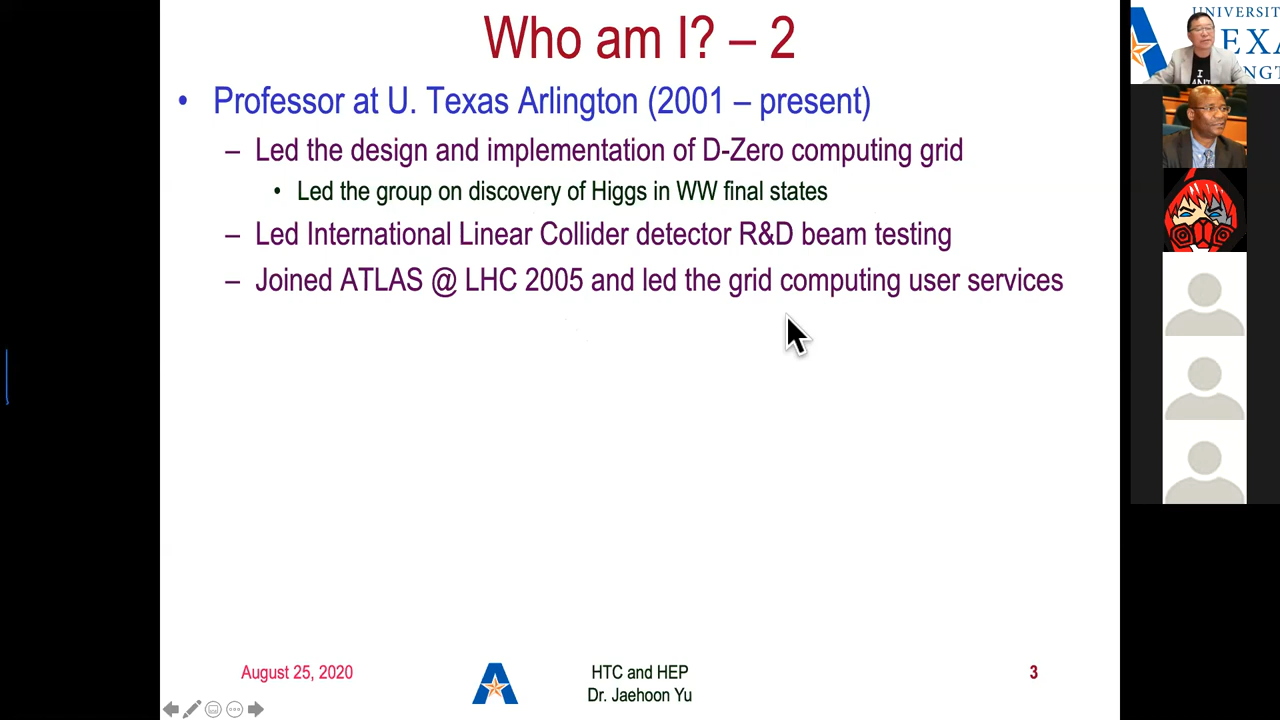 Who am I? – 2
• Professor at U. Texas Arlington (2001 – present)
– Led the design and implementation of D-Zero computing grid
• Led the group on discovery of Higgs in WW final states
– Led International Linear Collider detector R&D beam testing
– Joined ATLAS @ LHC 2005 and led the grid computing user services
August 25, 2020
HTC and HEP
Dr. Jaehoon Yu
3
UNIVERSITY
TEXA
NGT
I